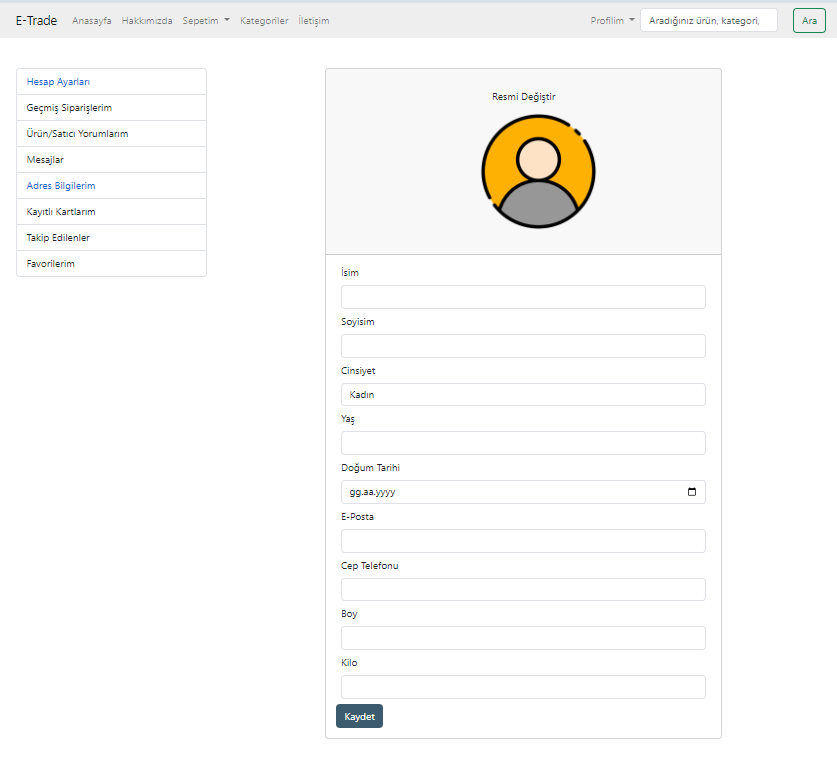 E-Trade Anasayfa Hakkımızda Sepetim Kategoriler İletişim Profilim Aradığınız ürün, kategori, Ara
Hesap Ayarları
Geçmiş Siparişlerim
Ürün/Satıcı Yorumlarım
Mesajlar
Adres Bilgilerim
Kayıtlı Kartlarım
Takip Edilenler
Favorilerim
Resmi Değiştir
İsim
Soyisim
Cinsiyet
Kadın
Yaş
Doğum Tarihi
gg.aa.yyyy
E-Posta
Cep Telefonu
Boy
Kilo
Kaydet